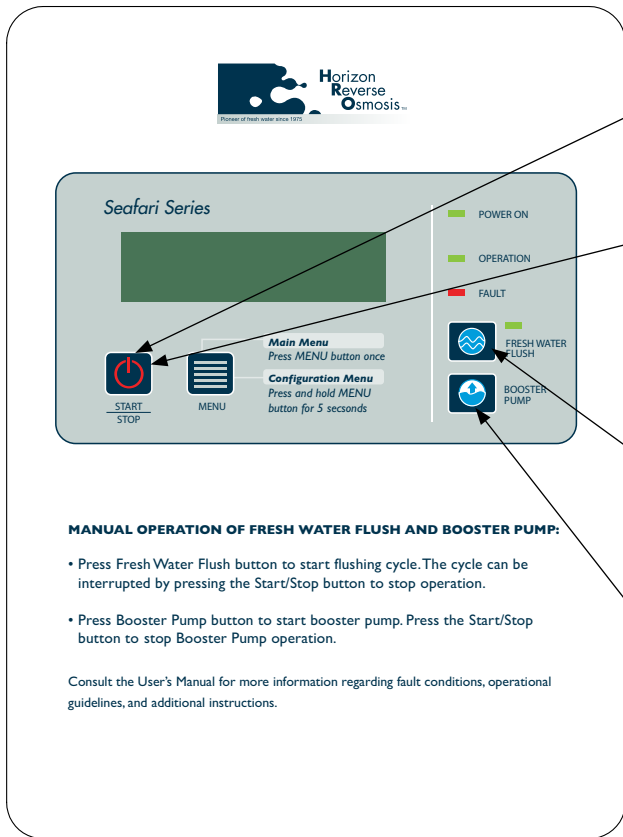 Horizon
Reverse
Osmosis™
Pioneer of fresh water since 1975
Seafari Series
POWER ON
OPERATION
FAULT
FRESH WATER
FLUSH
BOOSTER
PUMP
Main Menu
Press MENU button once
Configuration Menu
Press and hold MENU
button for 5 serconds
START
STOP
MENU
MANUAL OPERATION OF FRESH WATER FLUSH AND BOOSTER PUMP:
• Press Fresh Water Flush button to start flushing cycle. The cycle can be
interrupted by pressing the Start/Stop button to stop operation.
• Press Booster Pump button to start booster pump. Press the Start/Stop
button to stop Booster Pump operation.
Consult the User's Manual for more information regarding fault conditions, operational
guidelines, and additional instructions.